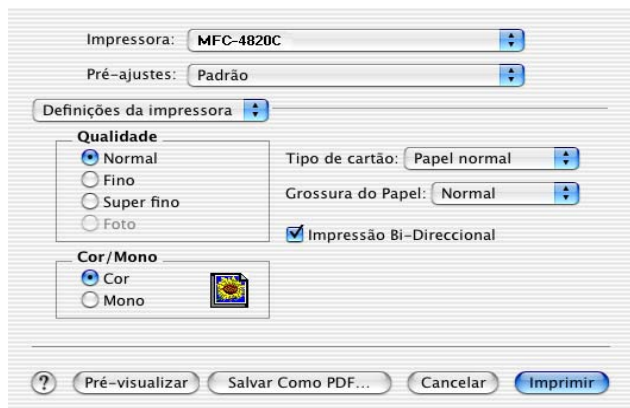 Impressora: MFC-4820C
Pré-ajustes: Padrão
Definições da impressora
Qualidade
Normal
Fino
Super fino
Foto
Tipo de cartão: Papel normal
Grossura do Papel: Normal
Impressão Bi-Direccional
Cor/Mono
Cor
Mono
? Pré-visualizar Salvar Como PDF... Cancelar Imprimir